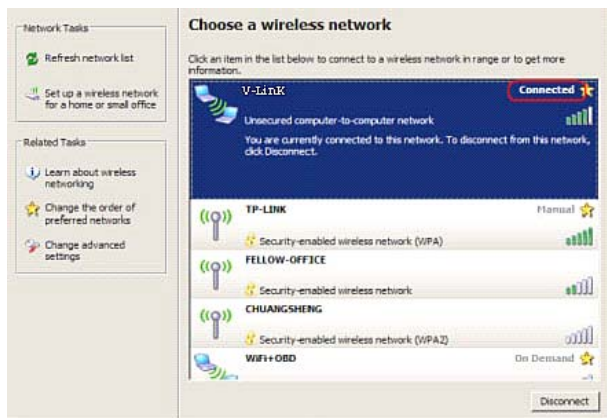 Network Tasks
Refresh network list
Set up a wireless network
for a home or small office
Related Tasks
Learn about wireless
networking
Change the order of
preferred networks
Change advanced
settings
Choose a wireless network
Click an item in the list below to connect to a wireless network in range or to get more
information.
V-LinK
Connected
Unsecured computer-to-computer network
You are currently connected to this network. To disconnect from this network,
click Disconnect.
TP-LINK
Manual
Security-enabled wireless network (WPA)
FELLOW-OFFICE
Security-enabled wireless network
CHUANGSHENG
Security-enabled wireless network (WPA2)
WiFi+OBD
On Demand
Disconnect